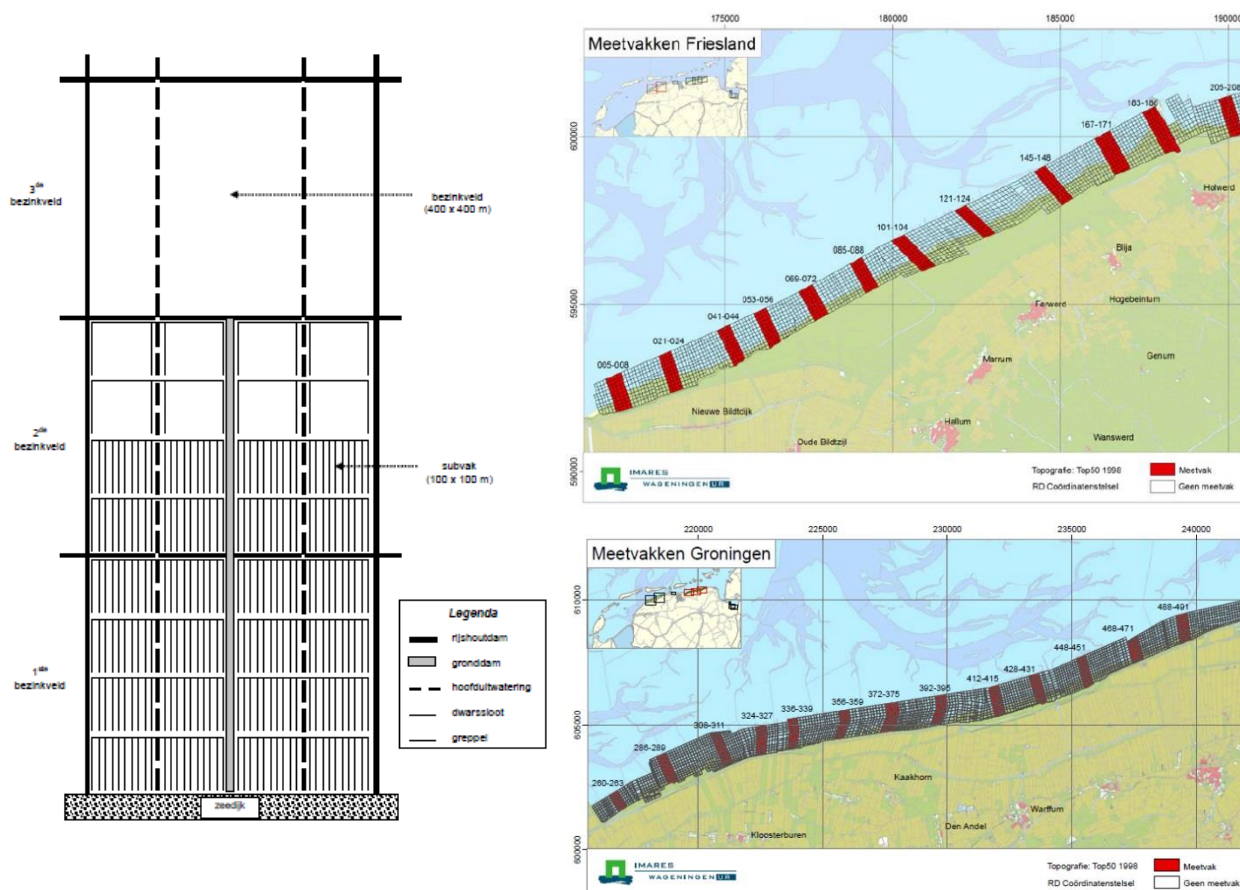 3de
bezinkveld
bezinkveld
(400 x 400 m)
2de
bezinkveld
subvak
(100 x 100 m)
1ste
bezinkveld
Legenda
rijshoutdam
gronddam
hoofduitwatering
dwarssloot
greppel
zeedijk
175000
180000
185000
190000
Meetvakken Friesland
600000
595000
590000
205-208
183-186
167-171
145-148
121-124
101-104
085-088
069-072
053-056
041-044
021-024
005-008
Holwerd
Blija
Ferwerd
Hogebeintum
Marrum
Genum
Nieuwe Bildtdijk
Hallum
Oude Bildtzijl
Wanswerd
IMARES
WAGENINGEN UR
Topografie: Top50 1998
RD Coördinatenstelsel
Meetvak
Geen meetvak
220000
225000
230000
235000
240000
Meetvakken Groningen
610000
605000
600000
488-491
468-471
448-451
428-431
412-415
392-395
372-375
356-359
336-339
324-327
308-311
286-289
260-263
Kaakhorn
Warffum
Den Andel
Kloosterburen
IMARES
WAGENINGEN UR
Topografie: Top50 1998
RD Coördinatenstelsel
Meetvak
Geen meetvak